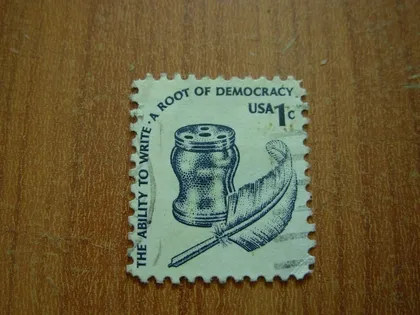 THE ABILITY TO WRITE · A ROOT OF DEMOCRACY
USA 1c